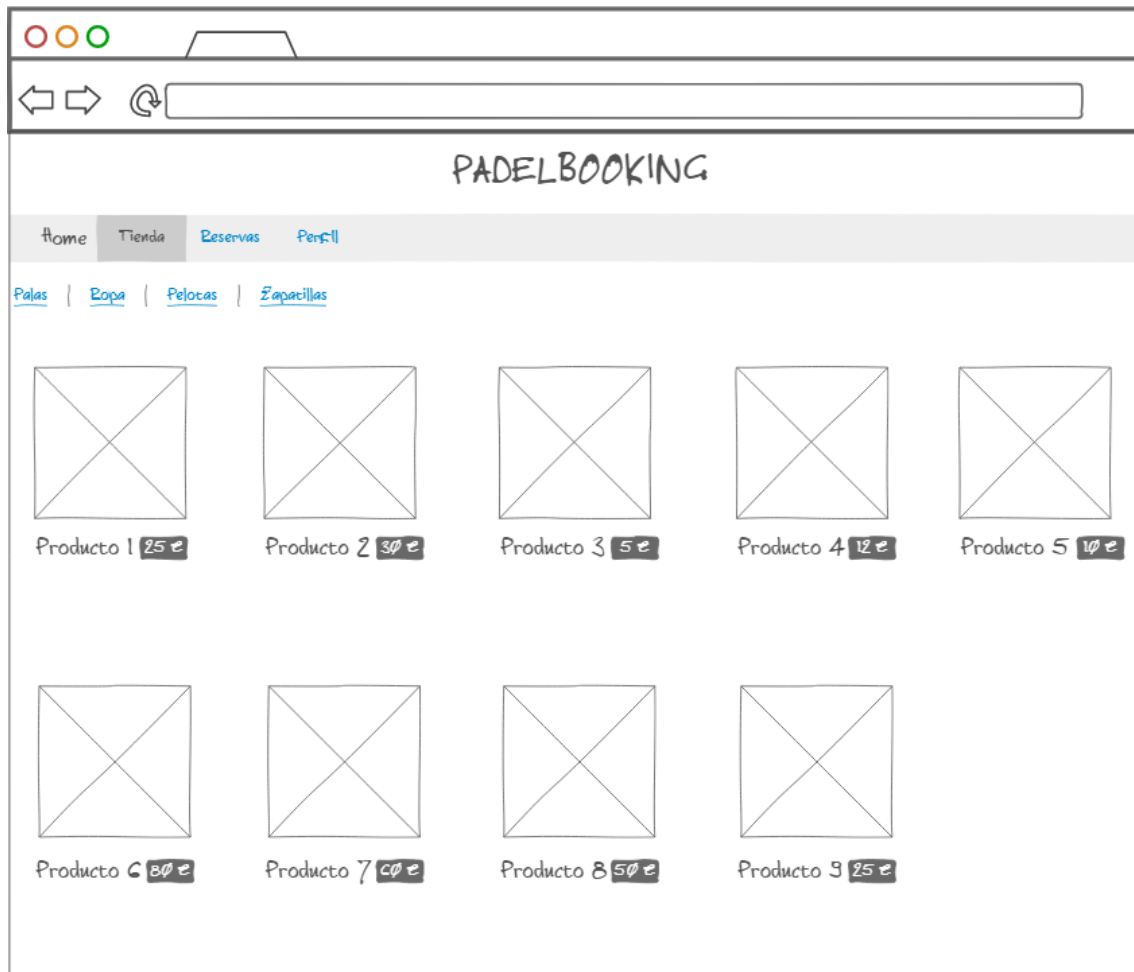 PADELBOOKING
Home Tienda Reservas Perfil
Palas | Ropa | Pelotas | Zapatillas
Producto 1 25 € Producto 2 30 € Producto 3 5 € Producto 4 12 € Producto 5 10 €
Producto 6 80 € Producto 7 60 € Producto 8 50 € Producto 9 25 €